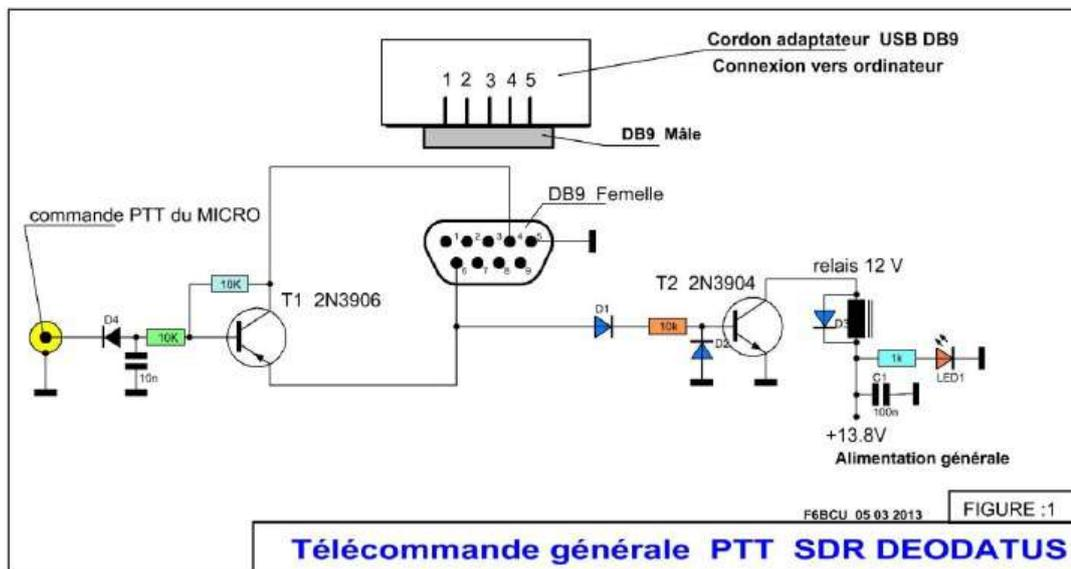 Cordon adaptateur USB DB9
Connexion vers ordinateur
1 2 3 4 5
DB9 Mâle
DB9 Femelle
commande PTT du MICRO
1 2 3 4 5
6 7 8 9
relais 12 V
T2 2N3904
10K
T1 2N3906
D4
10K
10n
D1
10k
D2
D3
1k
LED1
C1
100n
+13.8V
Alimentation générale
F6BCU 05 03 2013
FIGURE :1
Télécommande générale PTT SDR DEODATUS